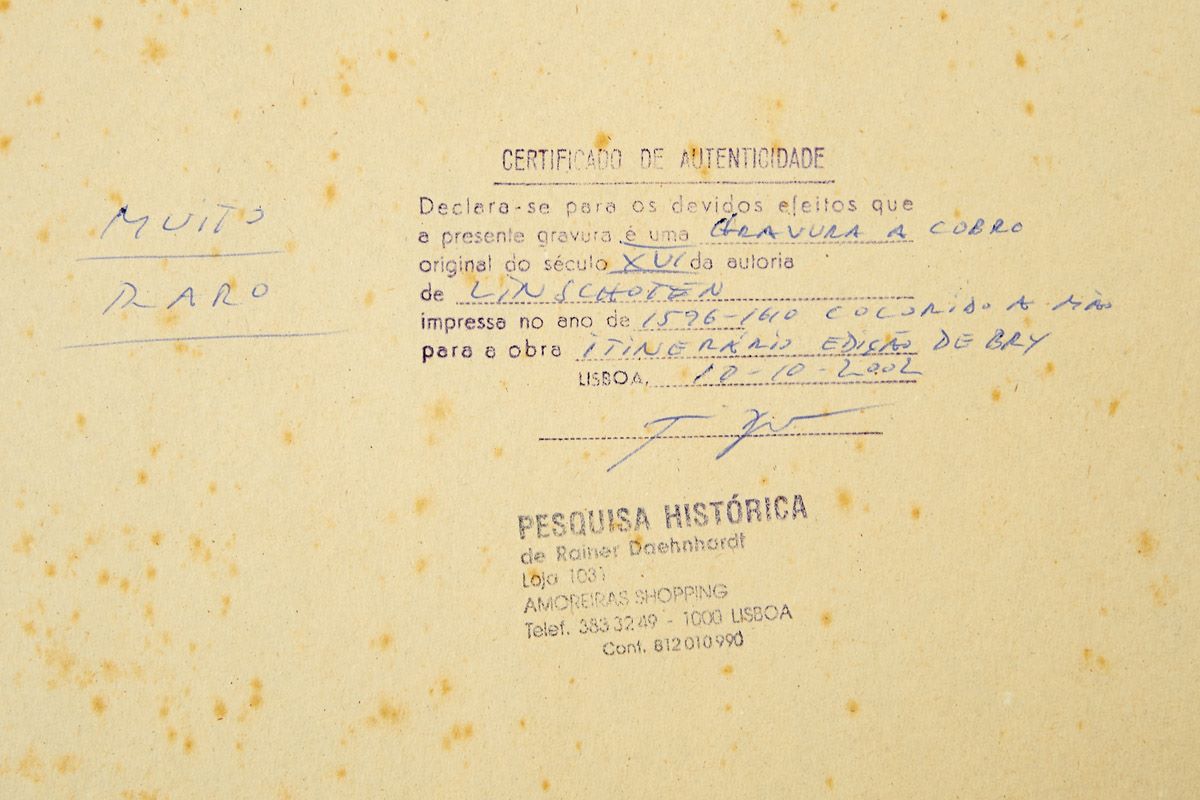 MUITO
RARO
CERTIFICADO DE AUTENTICIDADE
Declara-se para os devidos efeitos que
a presente gravura é uma GRAVURA A COBRO
original do século XVI da autoria
de LINSCHOTEN
impressa no ano de 1596-1610 COLORIDO A MÃO
para a obra ITINERÁRIO EDIÇÃO DE BRY
LISBOA, 10-10-2002
PESQUISA HISTÓRICA
de Rainer Daehnhardt
Loja 1031
AMOREIRAS SHOPPING
Telef. 383 32 49 - 1000 LISBOA
Cont. 812 010 990